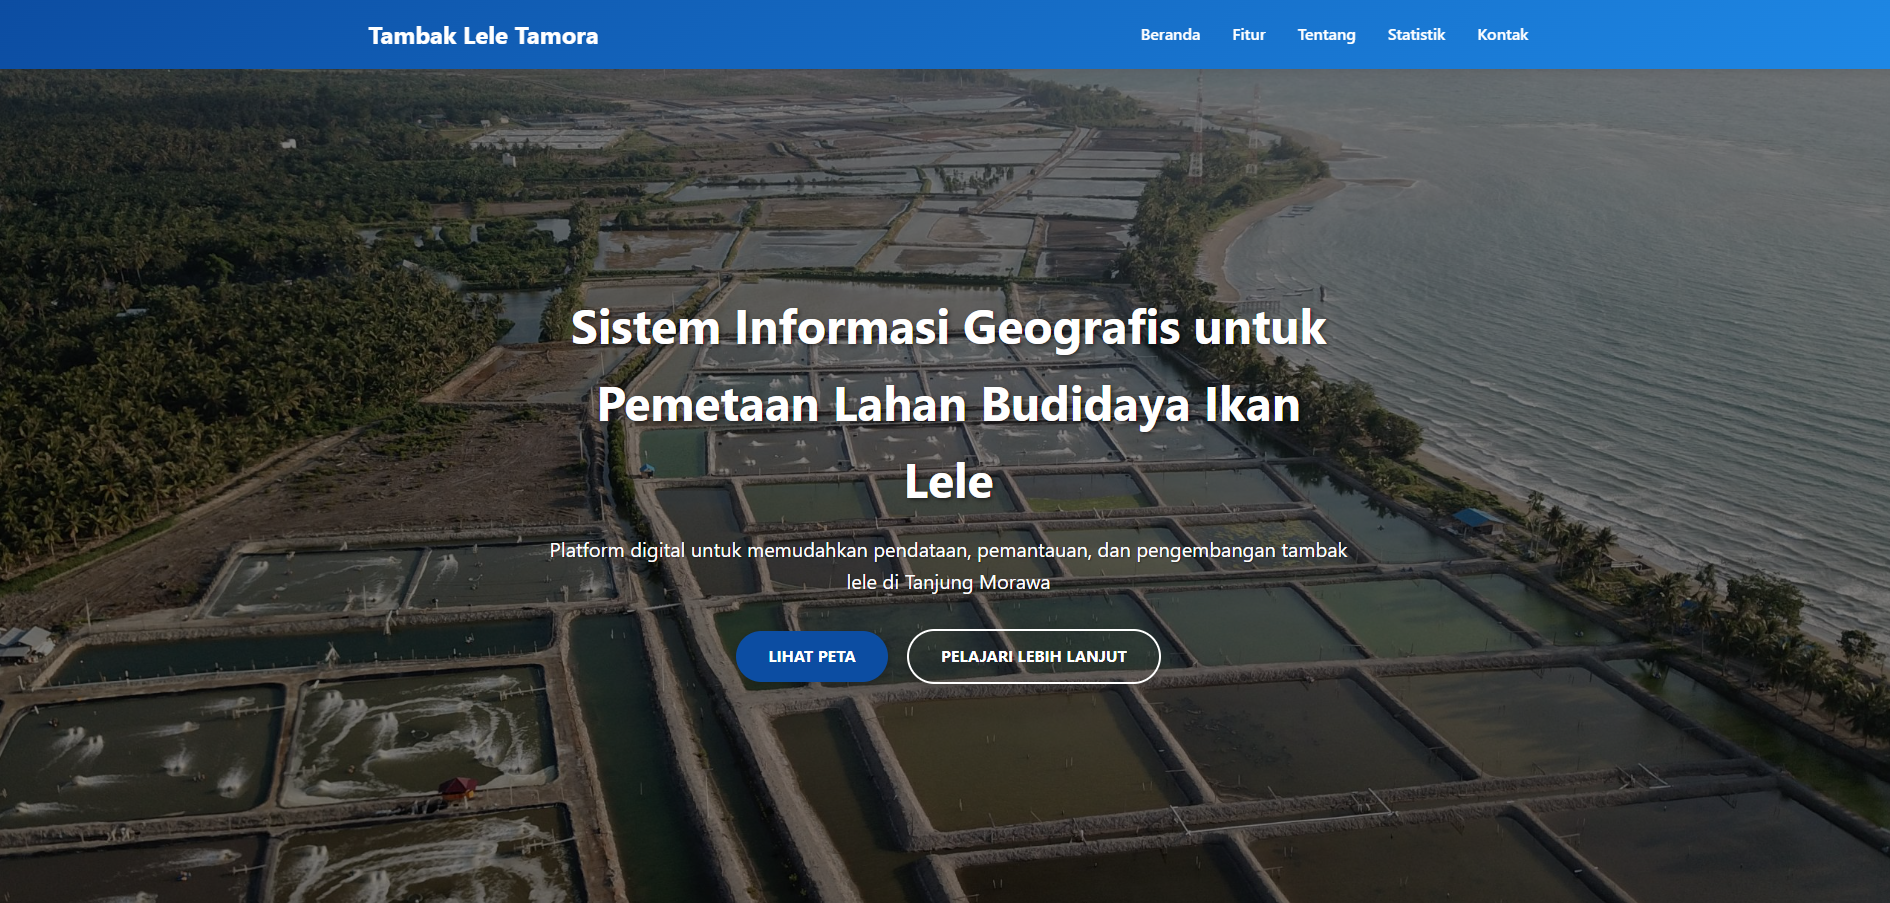 Tambak Lele Tamora
Beranda
Fitur
Tentang
Statistik
Kontak
Sistem Informasi Geografis untuk
Pemetaan Lahan Budidaya Ikan
Lele
Platform digital untuk memudahkan pendataan, pemantauan, dan pengembangan tambak
lele di Tanjung Morawa
LIHAT PETA
PELAJARI LEBIH LANJUT